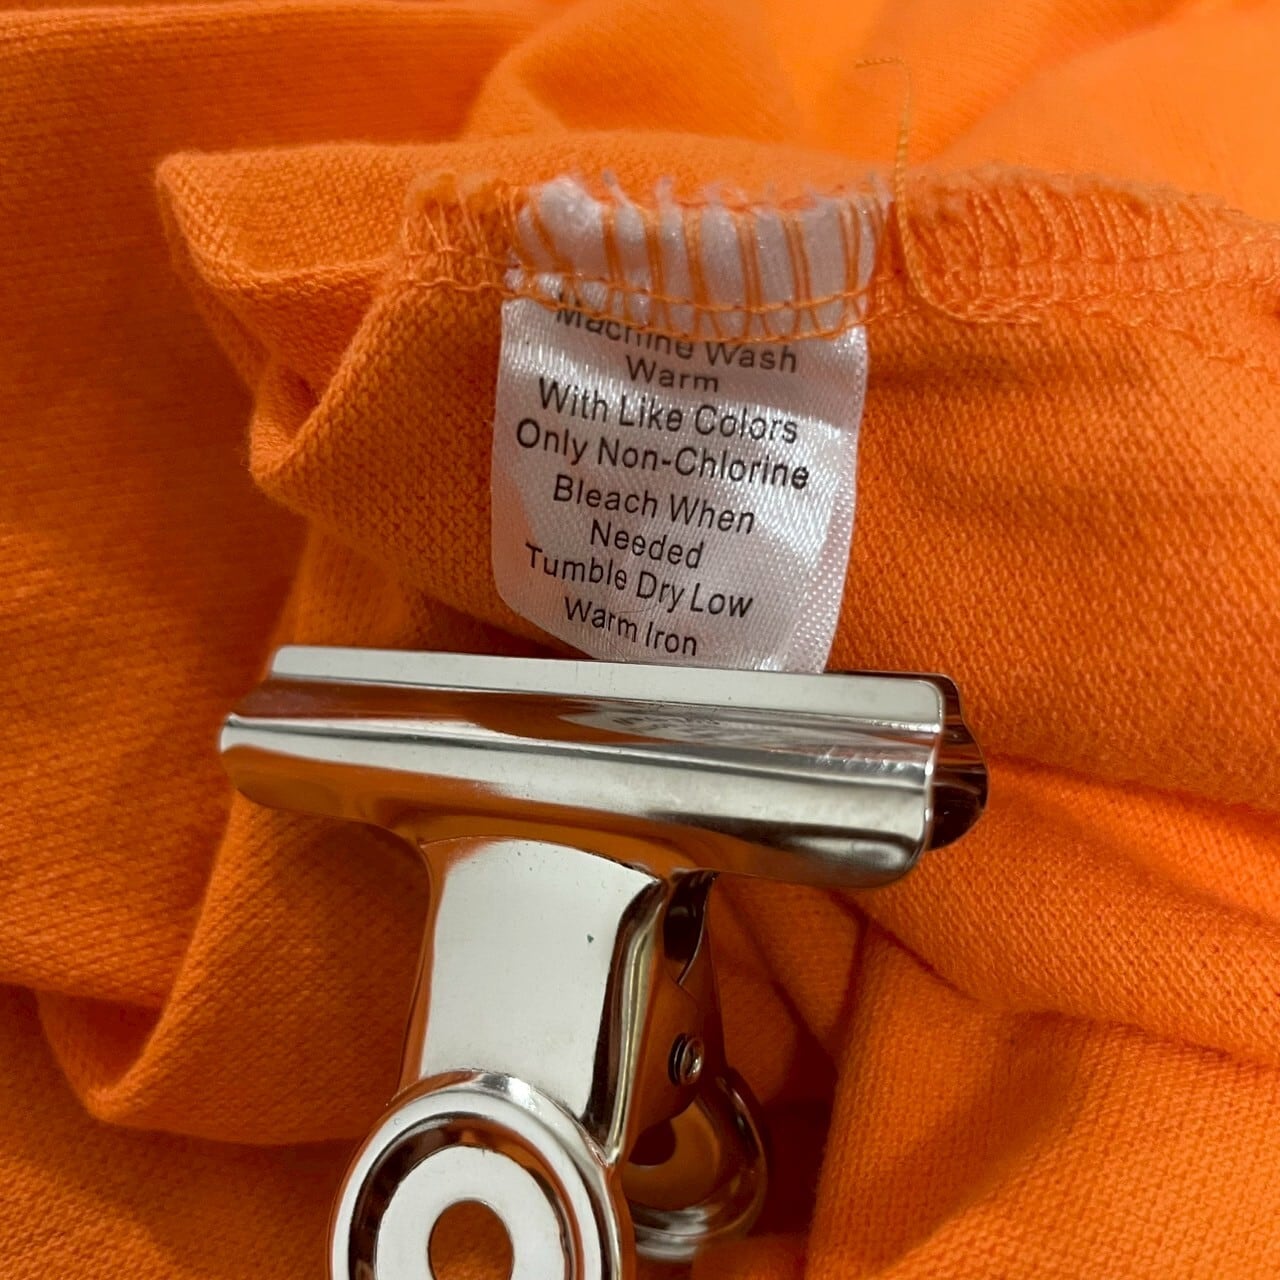 Machine Wash
Warm
With Like Colors
Only Non-Chlorine
Bleach When
Needed
Tumble Dry Low
Warm Iron